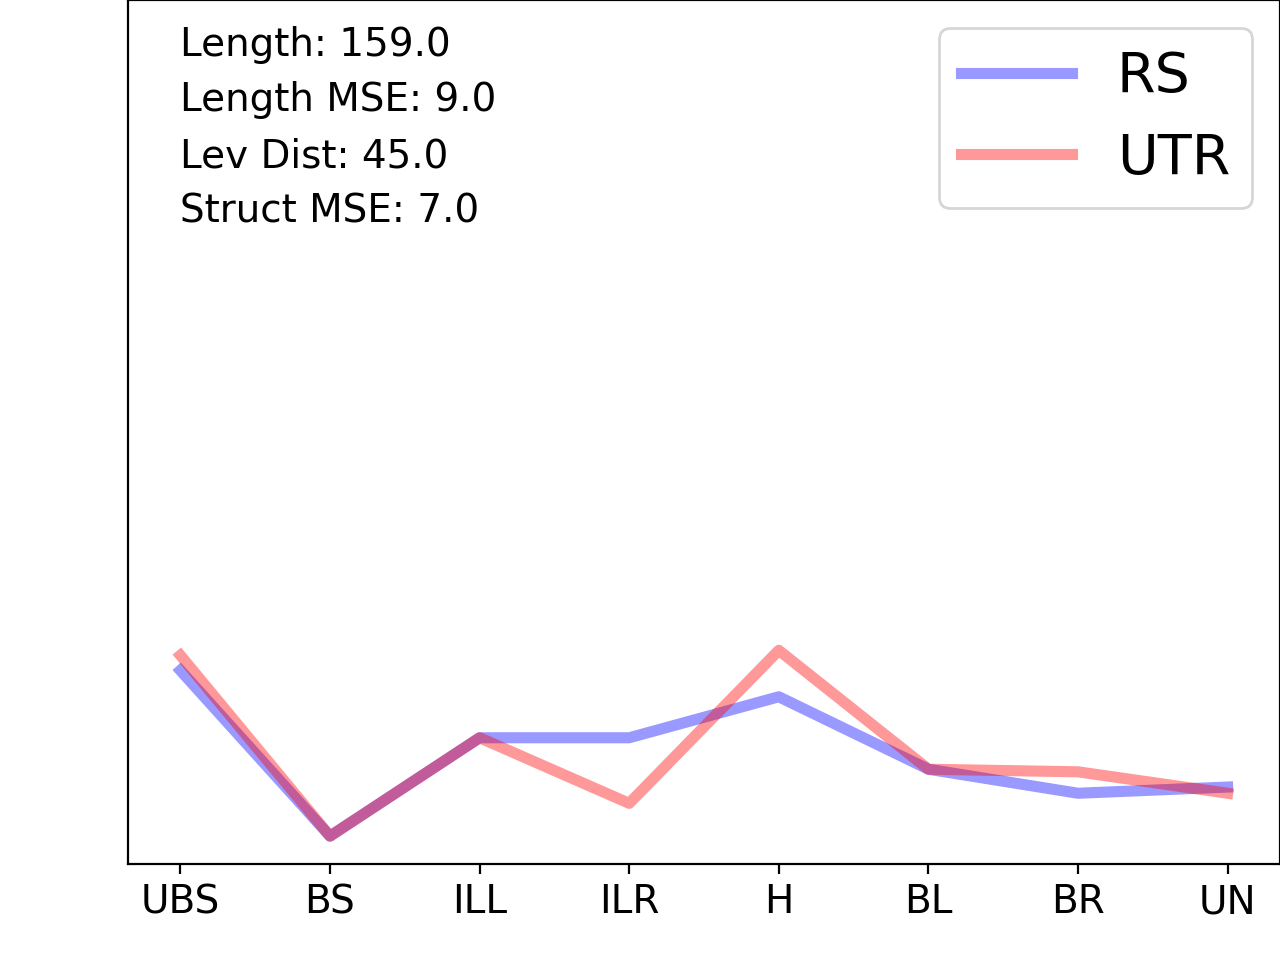 Length: 159.0
Length MSE: 9.0
Lev Dist: 45.0
Struct MSE: 7.0
RS
UTR
UBS BS ILL ILR H BL BR UN